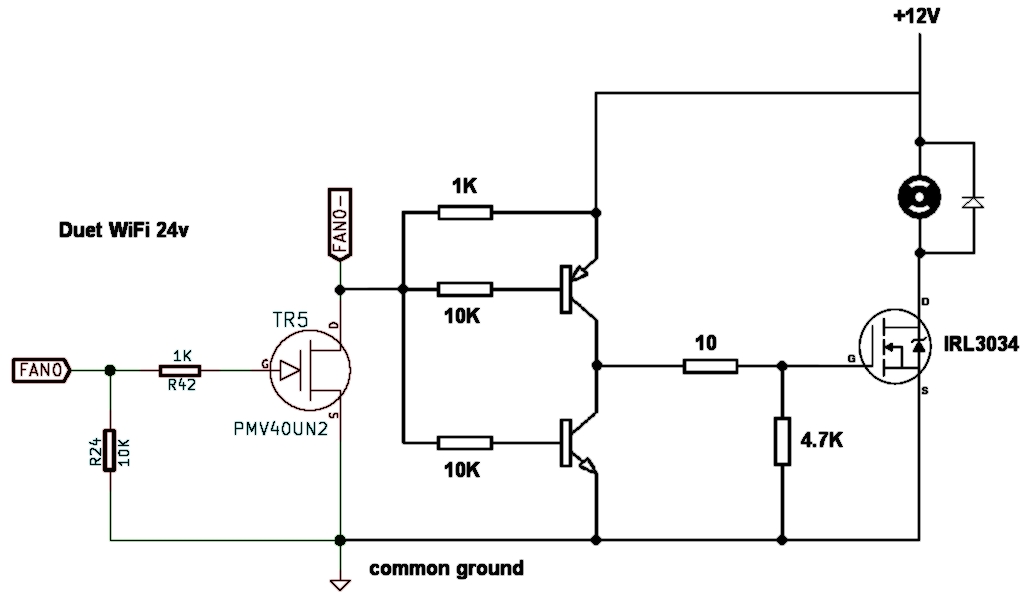 +12V
1K
Duet WiFi 24v
FAN0-
10K
TR5
D
G
S
1K
R42
FAN0
PMV40UN2
R24
10K
10K
10
4.7K
D
G
S
IRL3034
common ground